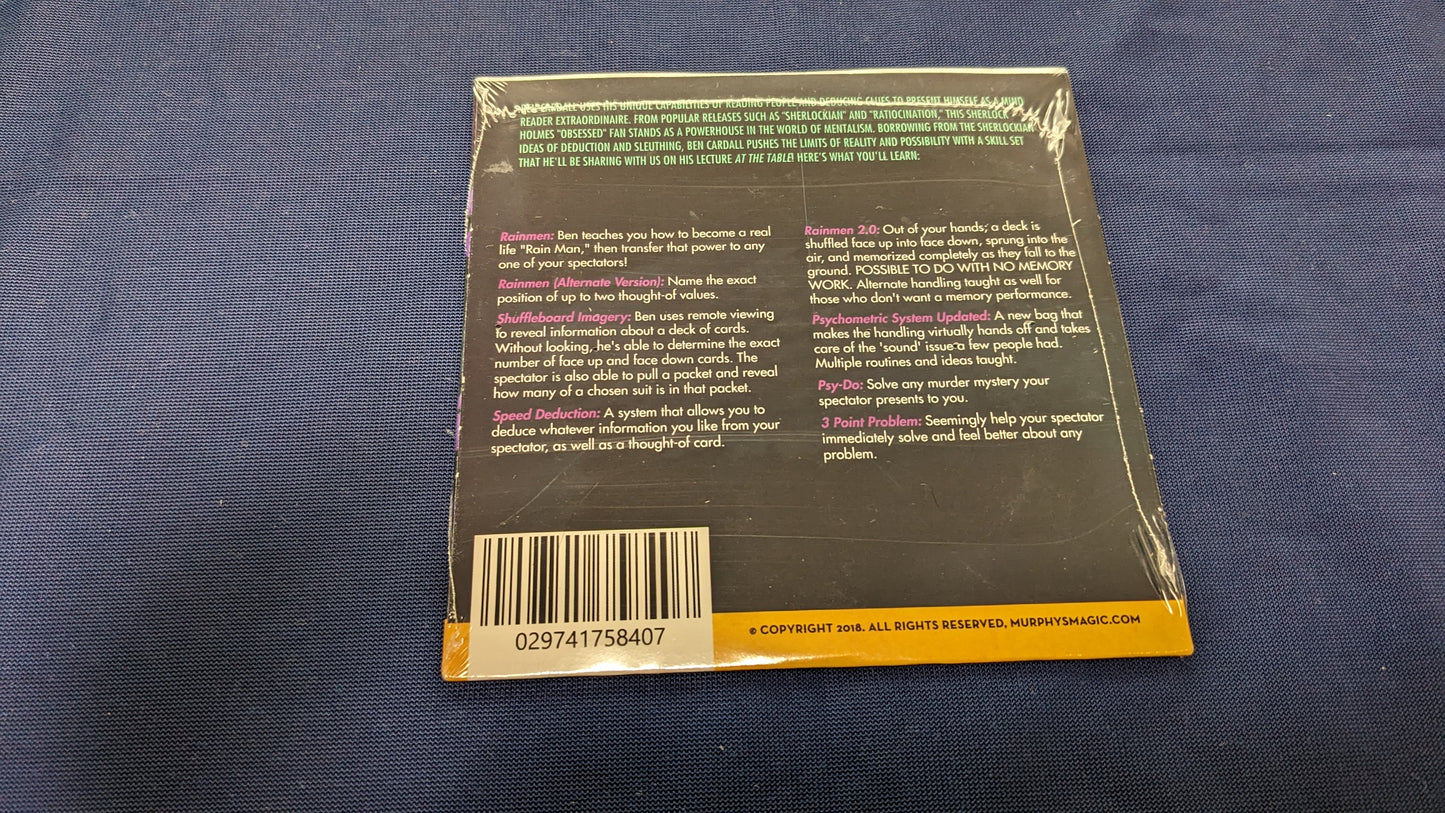 BEN CARDALL USES HIS UNIQUE CAPABILITIES OF READING PEOPLE AND DEDUCING CLUES TO PRESENT HIMSELF AS A MIND
READER EXTRAORDINAIRE. FROM POPULAR RELEASES SUCH AS "SHERLOCKIAN" AND "RATIOCINATION," THIS SHERLOCK
HOLMES "OBSESSED" FAN STANDS AS A POWERHOUSE IN THE WORLD OF MENTALISM. BORROWING FROM THE SHERLOCKIAN
IDEAS OF DEDUCTION AND SLEUTHING, BEN CARDALL PUSHES THE LIMITS OF REALITY AND POSSIBILITY WITH A SKILL SET
THAT HE'LL BE SHARING WITH US ON HIS LECTURE AT THE TABLE! HERE'S WHAT YOU'LL LEARN:
Rainmen: Ben teaches you how to become a real
life "Rain Man," then transfer that power to any
one of your spectators!
Rainmen (Alternate Version): Name the exact
position of up to two thought-of values.
Shuffleboard Imagery: Ben uses remote viewing
to reveal information about a deck of cards.
Without looking, he's able to determine the exact
number of face up and face down cards. The
spectator is also able to pull a packet and reveal
how many of a chosen suit is in that packet.
Speed Deduction: A system that allows you to
deduce whatever information you like from your
spectator, as well as a thought-of card.
Rainmen 2.0: Out of your hands, a deck is
shuffled face up into face down, sprung into the
air, and memorized completely as they fall to the
ground. POSSIBLE TO DO WITH NO MEMORY
WORK. Alternate handling taught as well for
those who don't want a memory performance.
Psychometric System Updated: A new bag that
makes the handling virtually hands off and takes
care of the 'sound' issue a few people had.
Multiple routines and ideas taught.
Psy-Do: Solve any murder mystery your
spectator presents to you.
3 Point Problem: Seemingly help your spectator
immediately solve and feel better about any
problem.
029741758407
© COPYRIGHT 2018. ALL RIGHTS RESERVED, MURPHYSMAGIC.COM